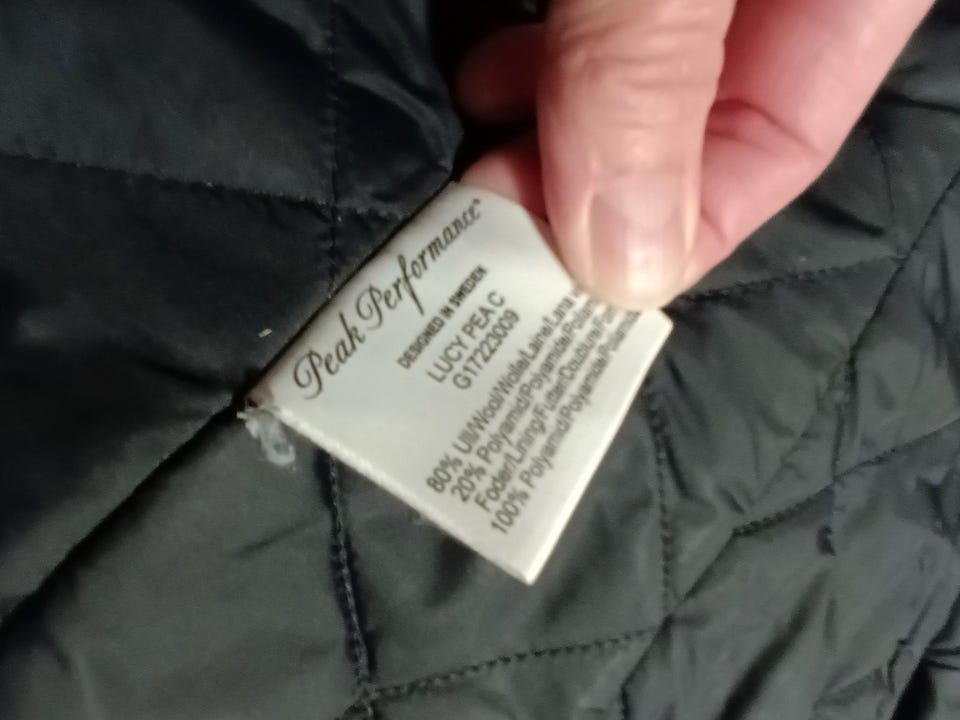 Peak Performance®
DESIGNED IN SWEDEN
LUCY PEA C
G17223009
80% Ull/Wool/Wolle/Laine/Lana
20% Polyamid/Polyamide/
Foder/Lining/Futter/Doublure/
100% Polyamid/Polyamide/